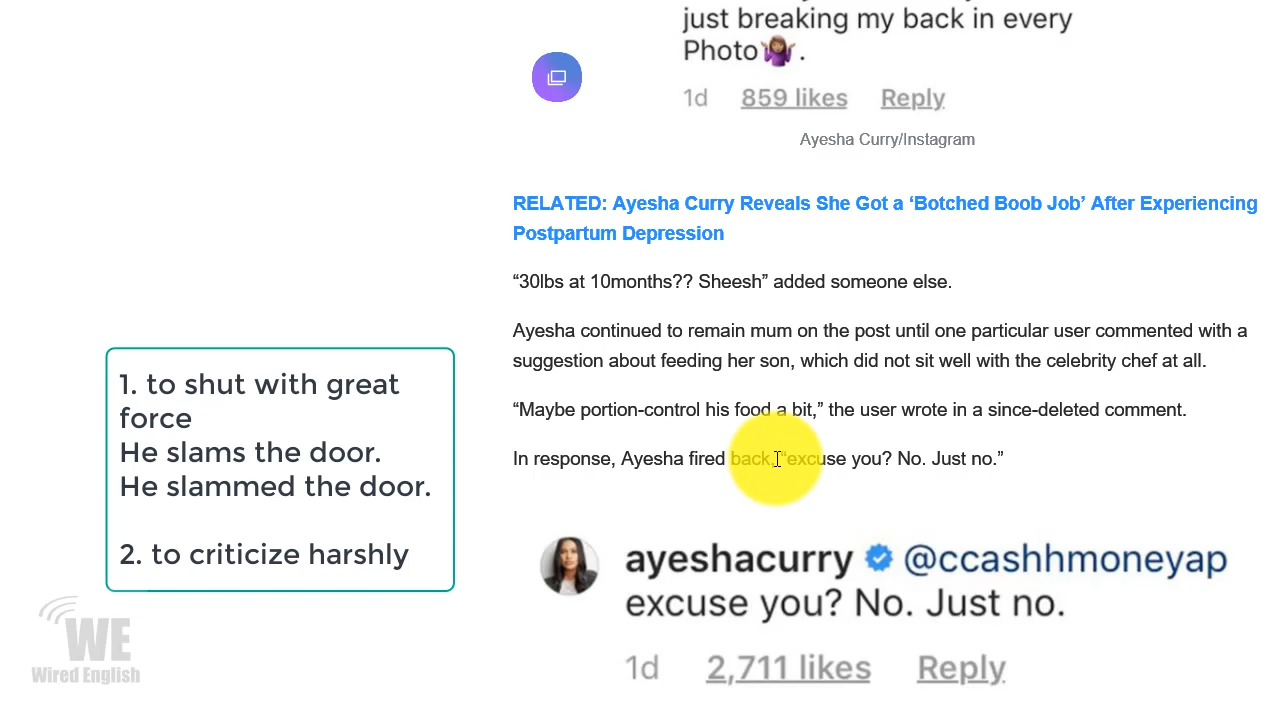 just breaking my back in every
Photo🤷🏽‍♀️.
1d 859 likes Reply
Ayesha Curry/Instagram
RELATED: Ayesha Curry Reveals She Got a ‘Botched Boob Job’ After Experiencing
Postpartum Depression
“30lbs at 10months?? Sheesh” added someone else.
Ayesha continued to remain mum on the post until one particular user commented with a
suggestion about feeding her son, which did not sit well with the celebrity chef at all.
“Maybe portion-control his food a bit,” the user wrote in a since-deleted comment.
In response, Ayesha fired back, “excuse you? No. Just no.”
ayeshacurry @ccashhmoneyap
excuse you? No. Just no.
1d 2,711 likes Reply
1. to shut with great
force
He slams the door.
He slammed the door.
2. to criticize harshly
WE
Wired English